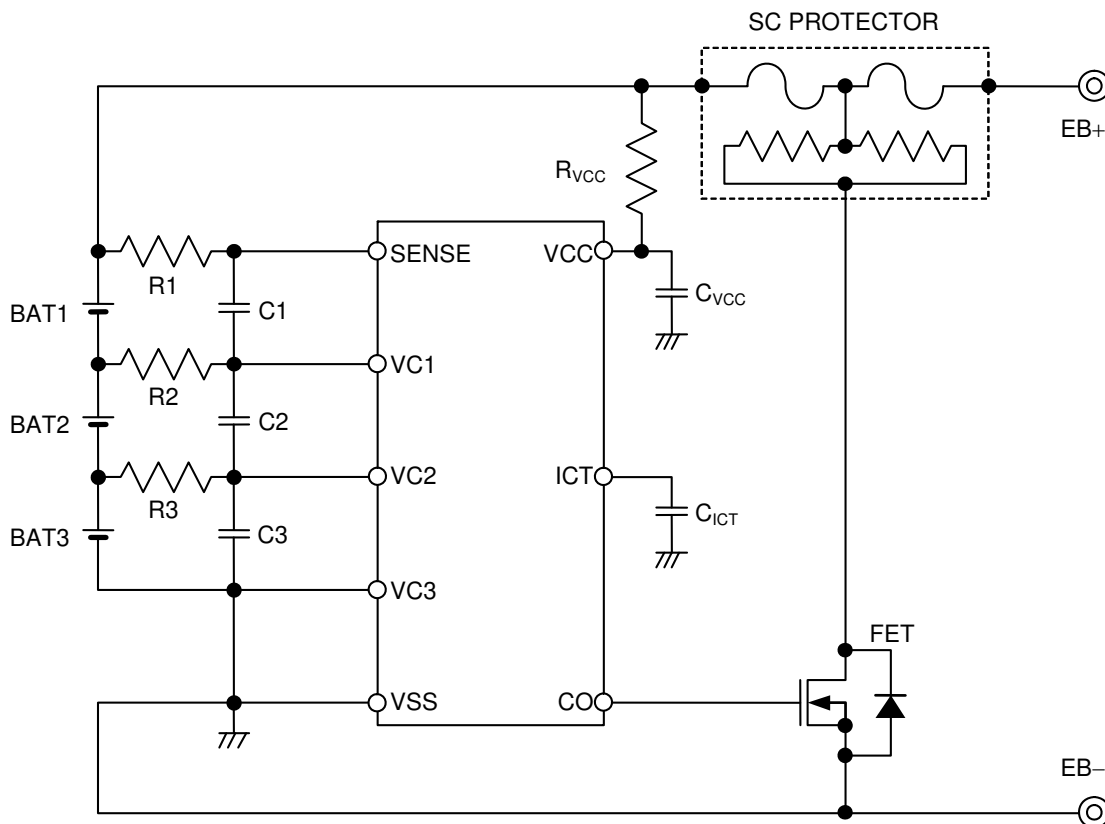 SC PROTECTOR
EB+
RVCC
SENSE
VCC
R1
BAT1
C1
CVCC
VC1
R2
BAT2
C2
VC2
ICT
R3
BAT3
C3
CICT
VC3
FET
VSS
CO
EB−